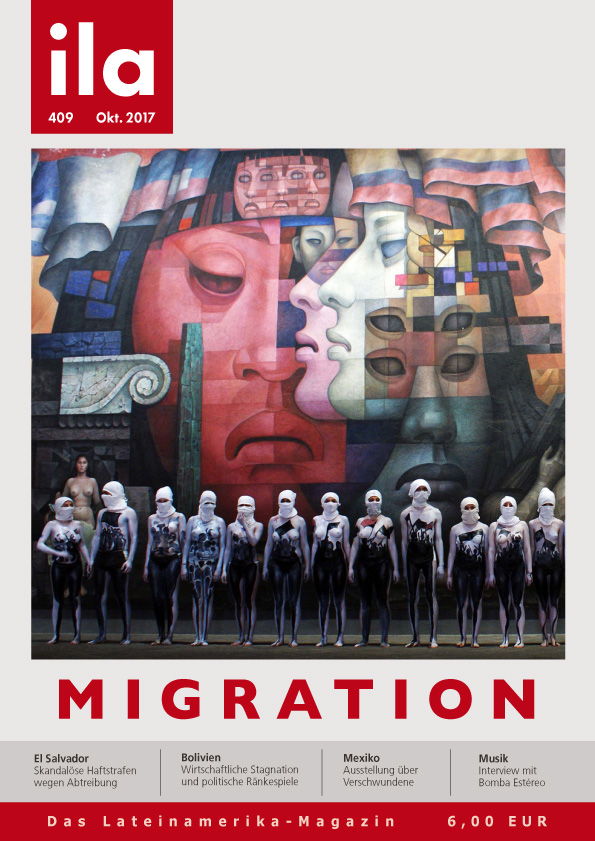 ila
409 Okt. 2017
MIGRATION
El Salvador
Skandalöse Haftstrafen
wegen Abtreibung
Bolivien
Wirtschaftliche Stagnation
und politische Ränkespiele
Mexiko
Ausstellung über
Verschwundene
Musik
Interview mit
Bomba Estéreo
Das Lateinamerika-Magazin 6,00 EUR